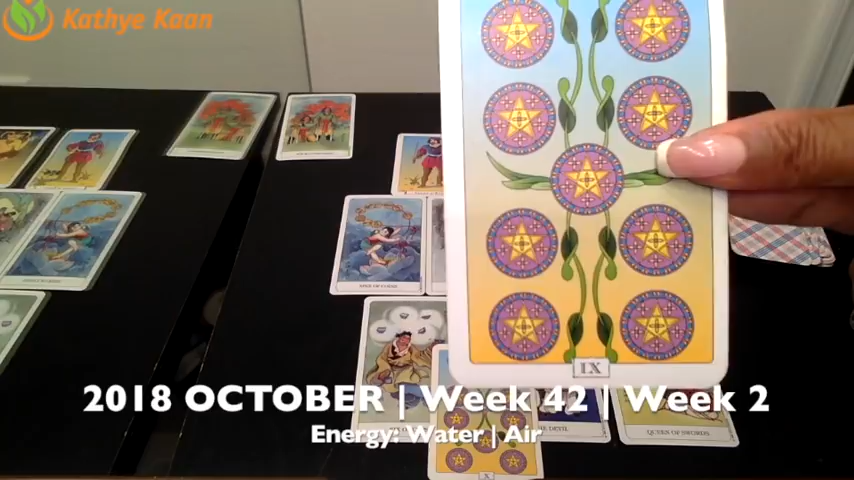 Kathye Kaan
IX
THE DEVIL
QUEEN OF SWORDS
X
2018 OCTOBER | Week 42 | Week 2
Energy: Water | Air